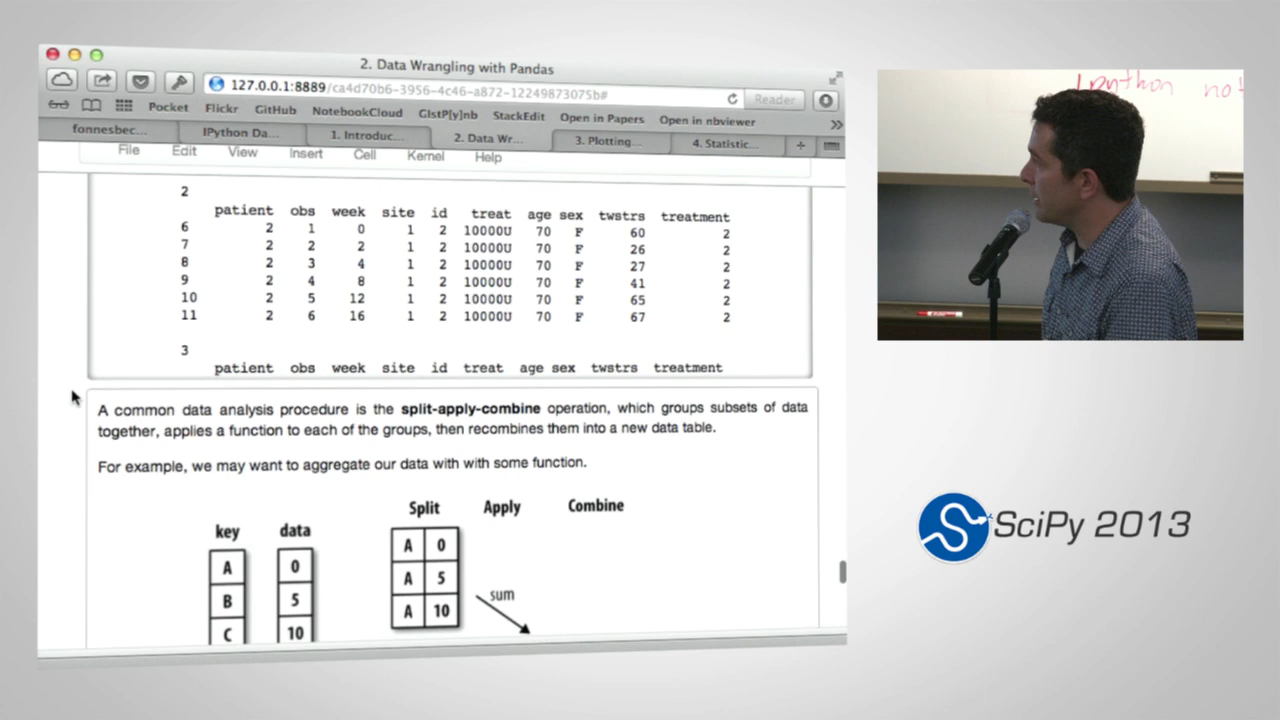 2. Data Wrangling with Pandas
127.0.0.1:8889/ca4d70b6-3956-4c46-a872-12249873075b#
Reader
Pocket Flickr GitHub NotebookCloud GIstP[y]nb StackEdit Open in Papers Open in nbviewer
fonnesbec... IPython Da... 1. Introduc... 2. Data Wr... 3. Plotting... 4. Statistic...
File Edit View Insert Cell Kernel Help
2
patient obs week site id treat age sex twstrs treatment
6 2 1 0 1 2 10000U 70 F 60 2
7 2 2 2 1 2 10000U 70 F 26 2
8 2 3 4 1 2 10000U 70 F 27 2
9 2 4 8 1 2 10000U 70 F 41 2
10 2 5 12 1 2 10000U 70 F 65 2
11 2 6 16 1 2 10000U 70 F 67 2
3
patient obs week site id treat age sex twstrs treatment
A common data analysis procedure is the split-apply-combine operation, which groups subsets of data
together, applies a function to each of the groups, then recombines them into a new data table.
For example, we may want to aggregate our data with with some function.
Split Apply Combine
key data
A 0
B 5
C 10
A 0
A 5
A 10
sum
Ipython not
SciPy 2013